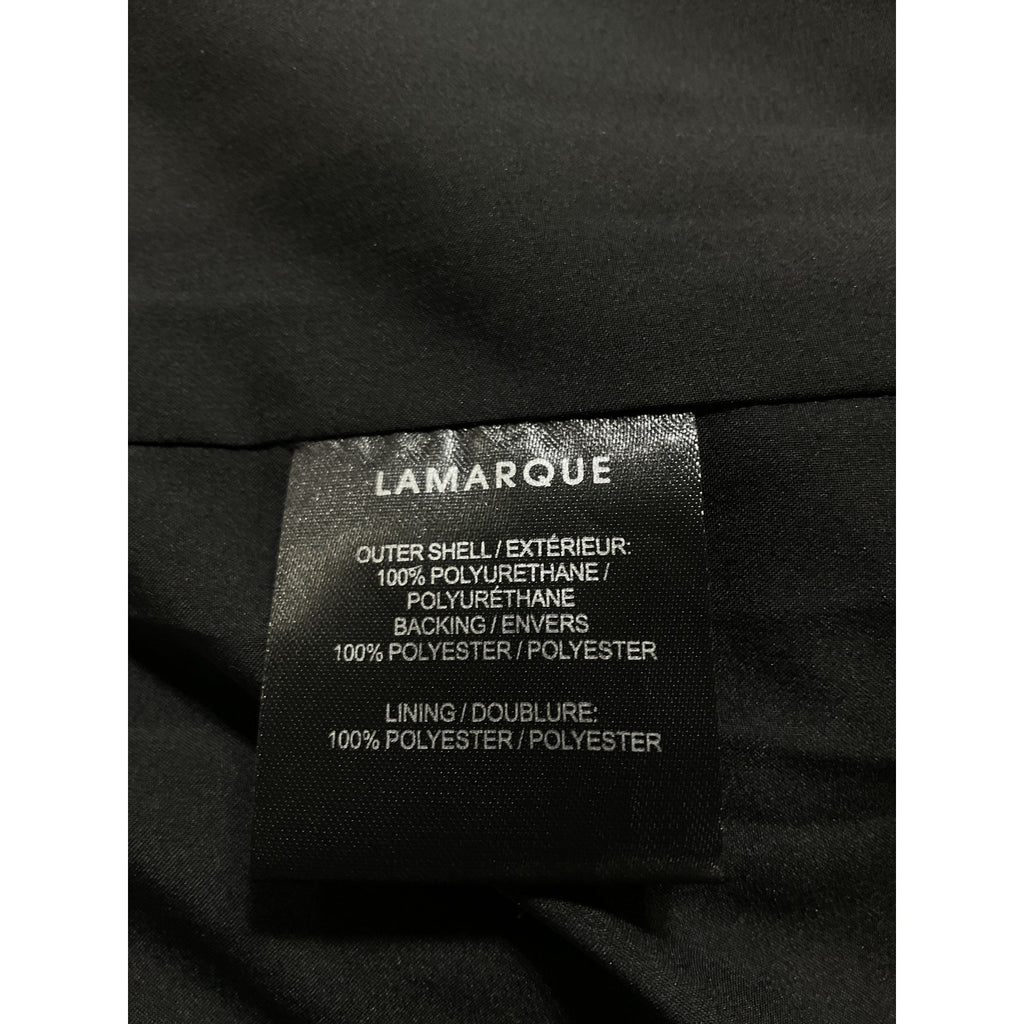 LAMARQUE
OUTER SHELL / EXTÉRIEUR:
100% POLYURETHANE /
POLYURÉTHANE
BACKING / ENVERS
100% POLYESTER / POLYESTER
LINING / DOUBLURE:
100% POLYESTER / POLYESTER